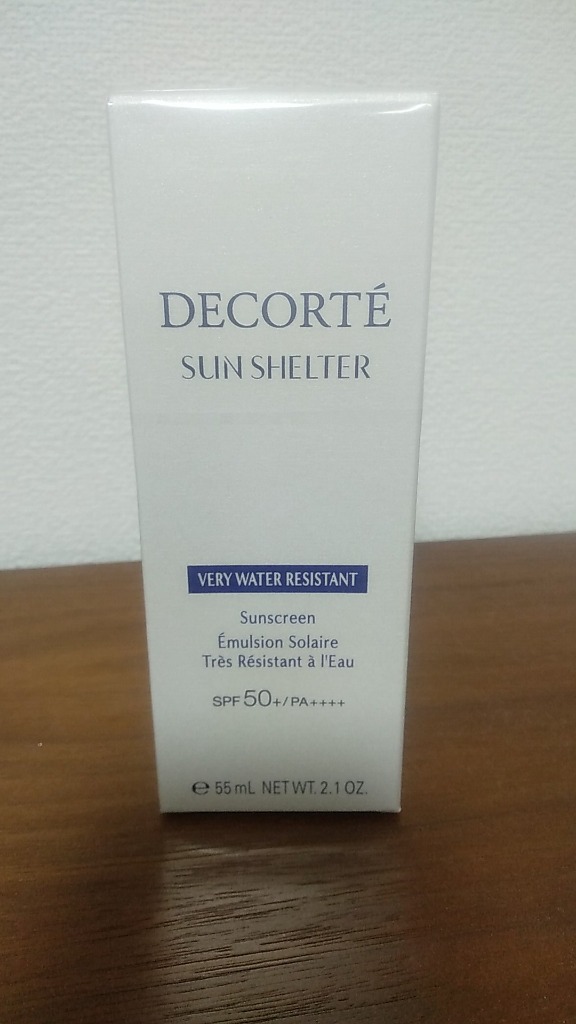 DECORTÉ
SUN SHELTER
VERY WATER RESISTANT
Sunscreen
Émulsion Solaire
Très Résistant à l'Eau
SPF 50+/PA++++
℮ 55 mL NET WT. 2.1 OZ.